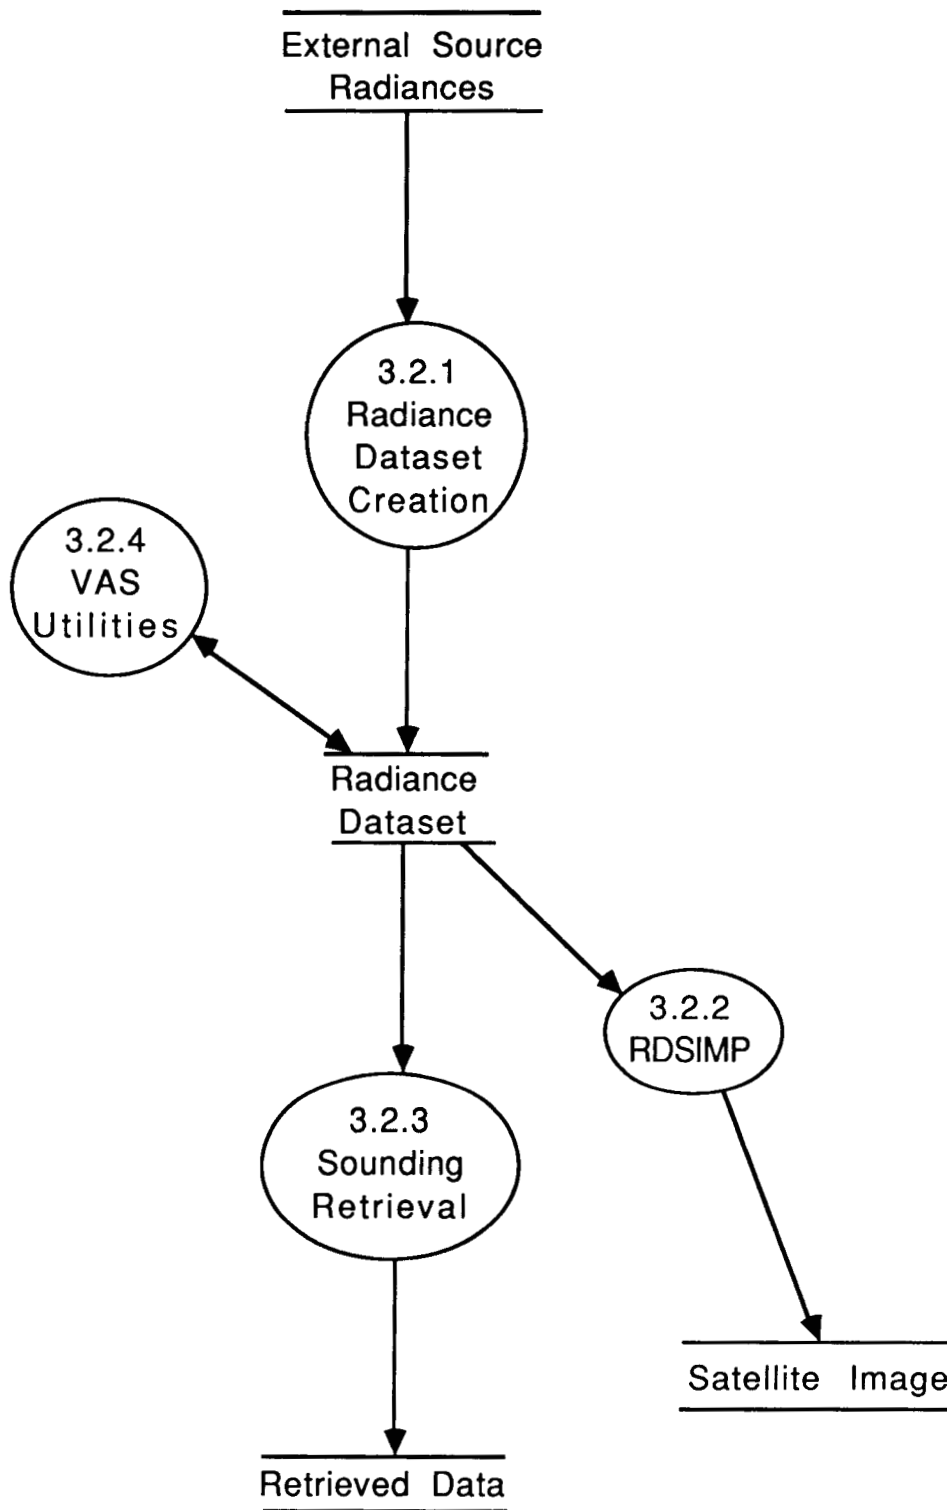 External Source
Radiances
3.2.1
Radiance
Dataset
Creation
3.2.4
VAS
Utilities
Radiance
Dataset
3.2.2
RDSIMP
3.2.3
Sounding
Retrieval
Satellite Image
Retrieved Data